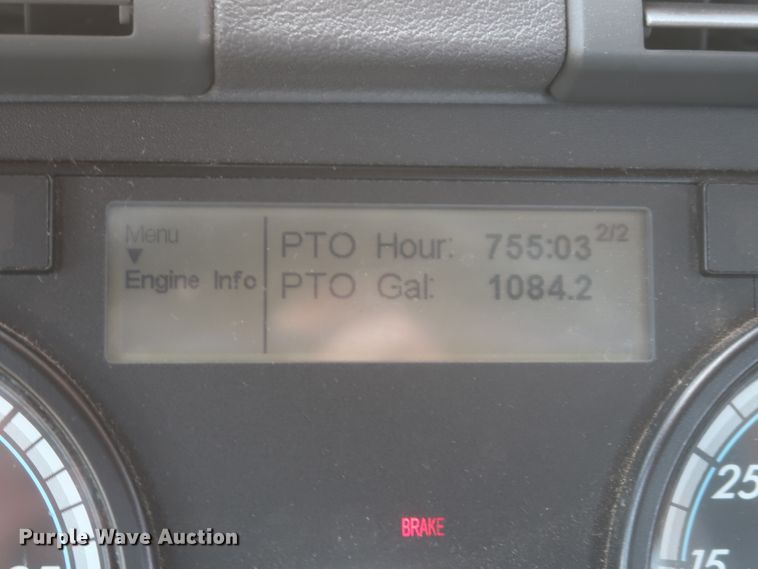 Menu
PTO Hour: 755:03 2/2
Engine Info
PTO Gal: 1084.2
BRAKE
25
15
Purple Wave Auction